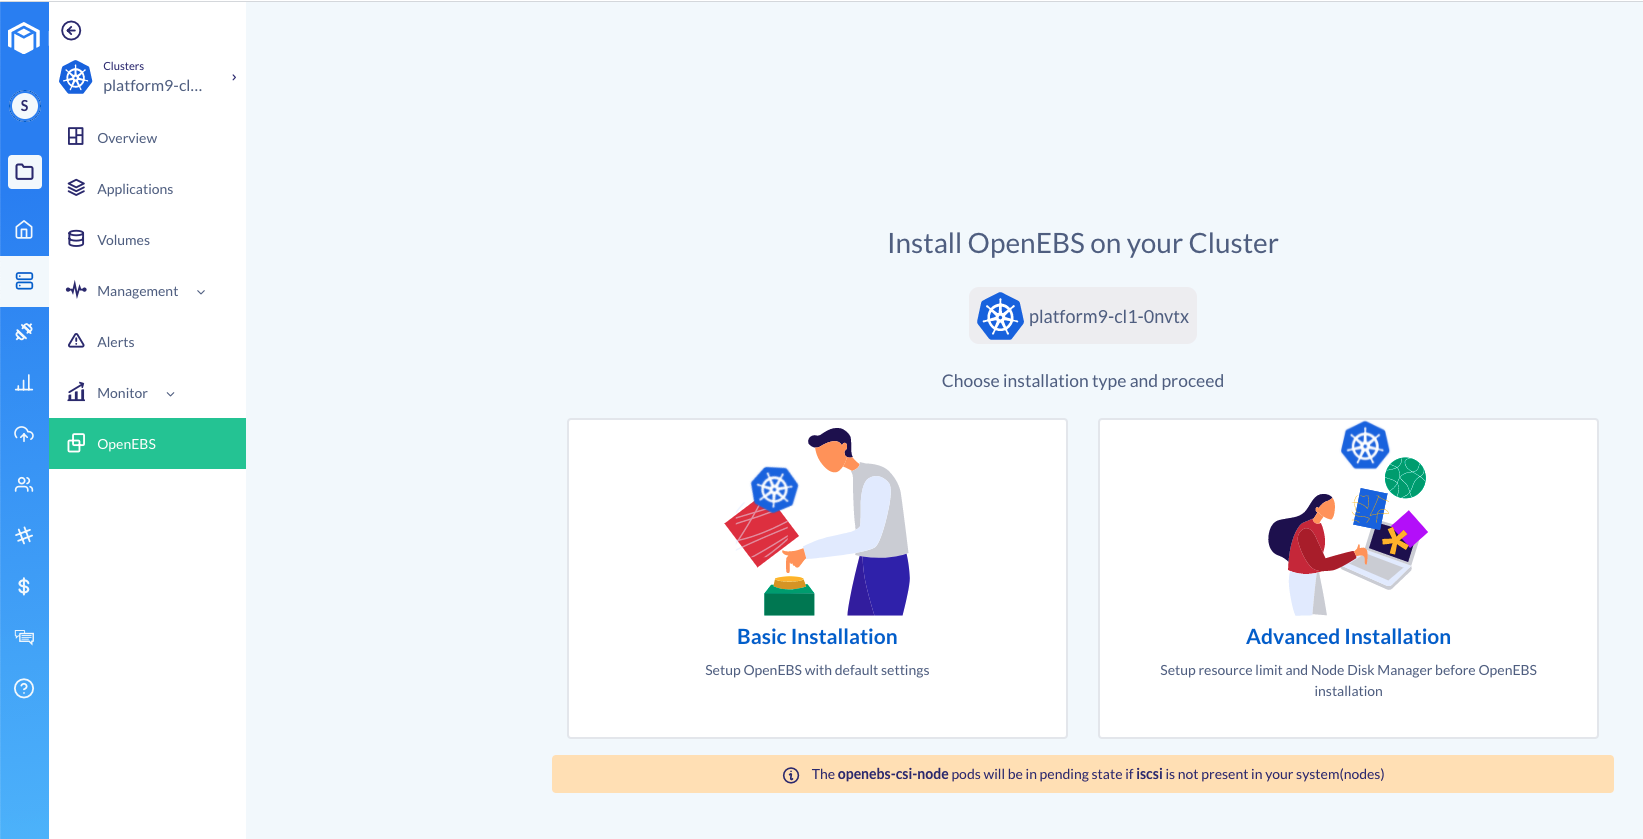 Clusters
platform9-cl...
S
Overview
Applications
Volumes
Management
Alerts
Monitor
OpenEBS
Install OpenEBS on your Cluster
platform9-cl1-0nvtx
Choose installation type and proceed
Basic Installation
Setup OpenEBS with default settings
Advanced Installation
Setup resource limit and Node Disk Manager before OpenEBS
installation
The openebs-csi-node pods will be in pending state if iscsi is not present in your system(nodes)